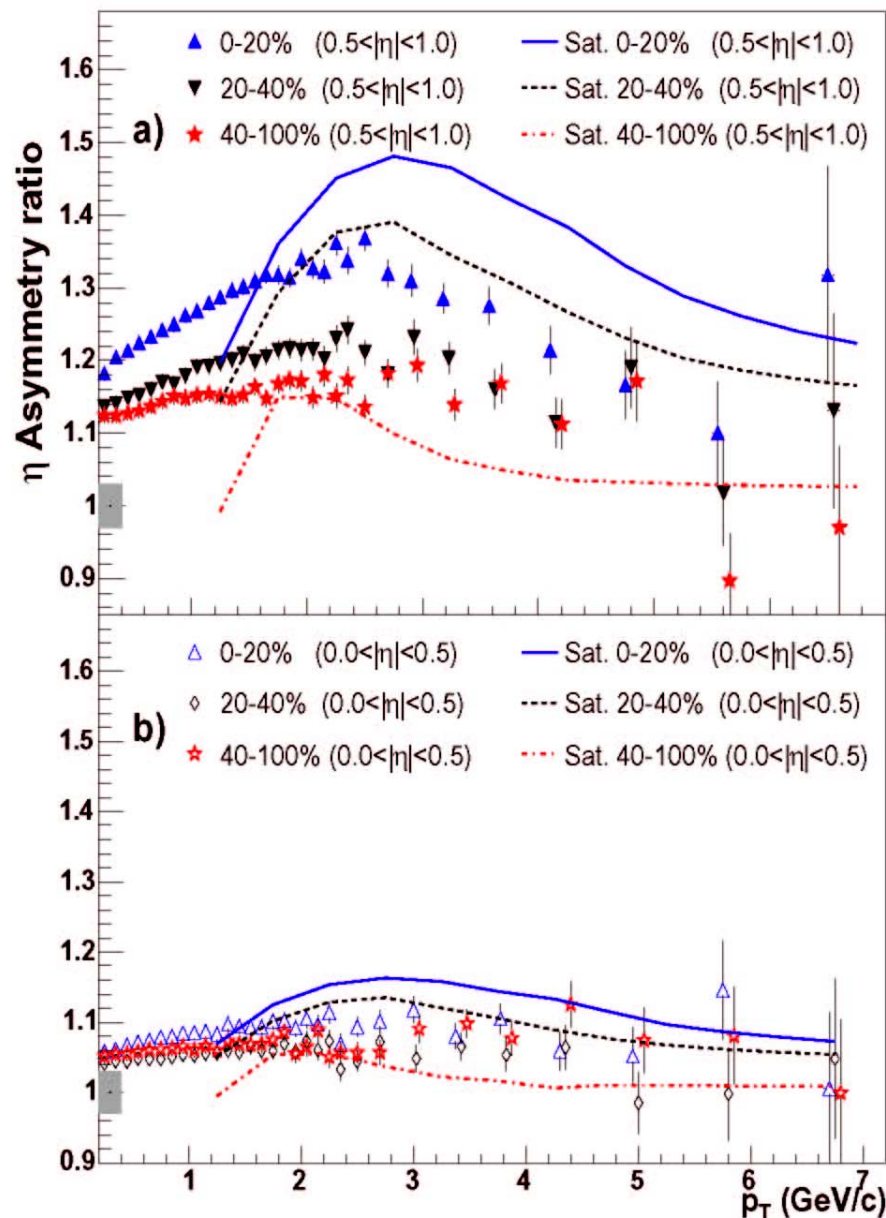 0-20% (0.5<|η|<1.0) Sat. 0-20% (0.5<|η|<1.0)
20-40% (0.5<|η|<1.0) Sat. 20-40% (0.5<|η|<1.0)
40-100% (0.5<|η|<1.0) Sat. 40-100% (0.5<|η|<1.0)
a)
η Asymmetry ratio
1.6
1.5
1.4
1.3
1.2
1.1
1
0.9
0-20% (0.0<|η|<0.5) Sat. 0-20% (0.0<|η|<0.5)
20-40% (0.0<|η|<0.5) Sat. 20-40% (0.0<|η|<0.5)
40-100% (0.0<|η|<0.5) Sat. 40-100% (0.0<|η|<0.5)
b)
1.6
1.5
1.4
1.3
1.2
1.1
1
0.9
1 2 3 4 5 6 7
p_T (GeV/c)